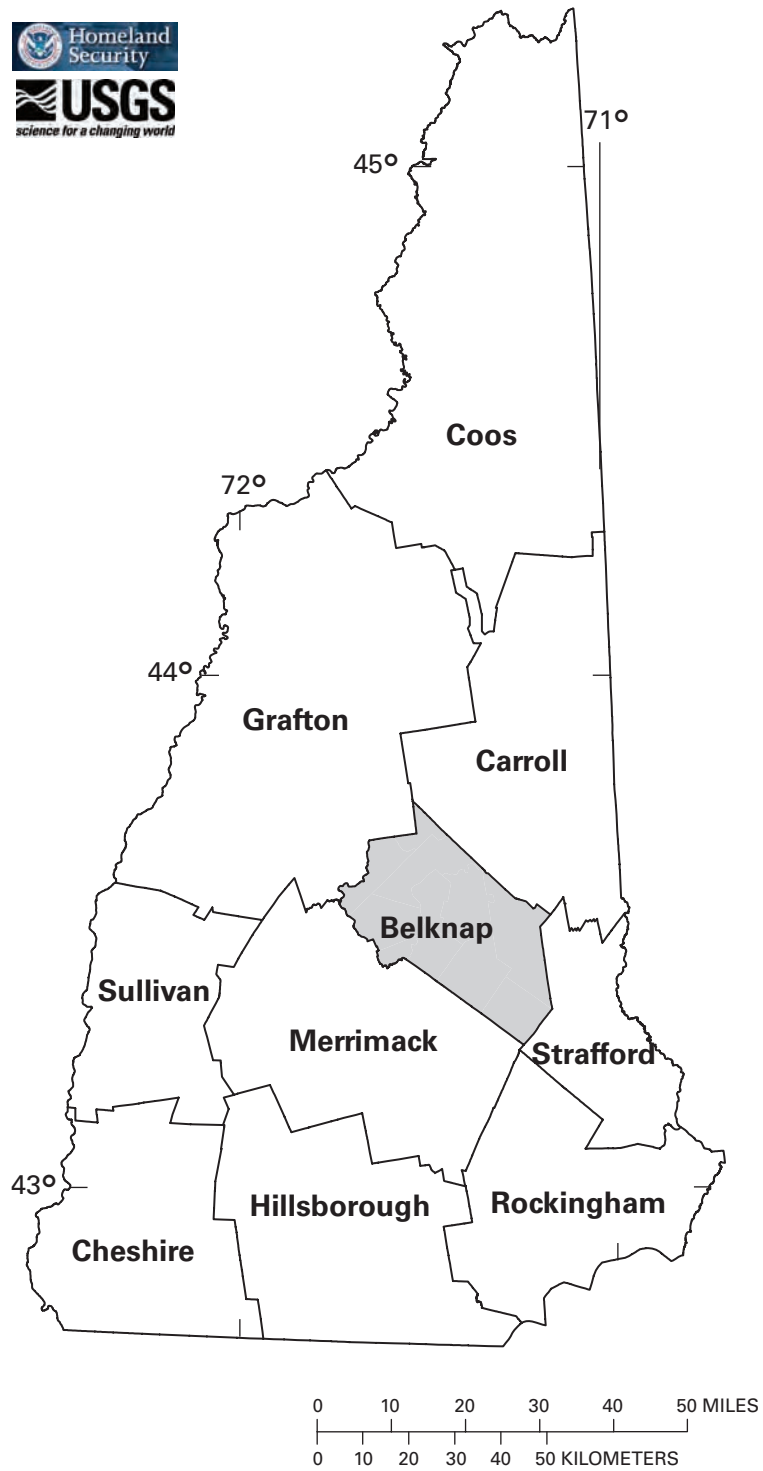 Homeland
Security
USGS
science for a changing world
71°
45°
Coos
72°
44°
Grafton
Carroll
Belknap
Sullivan
Merrimack
Strafford
43°
Hillsborough
Rockingham
Cheshire
0 10 20 30 40 50 MILES
0 10 20 30 40 50 KILOMETERS